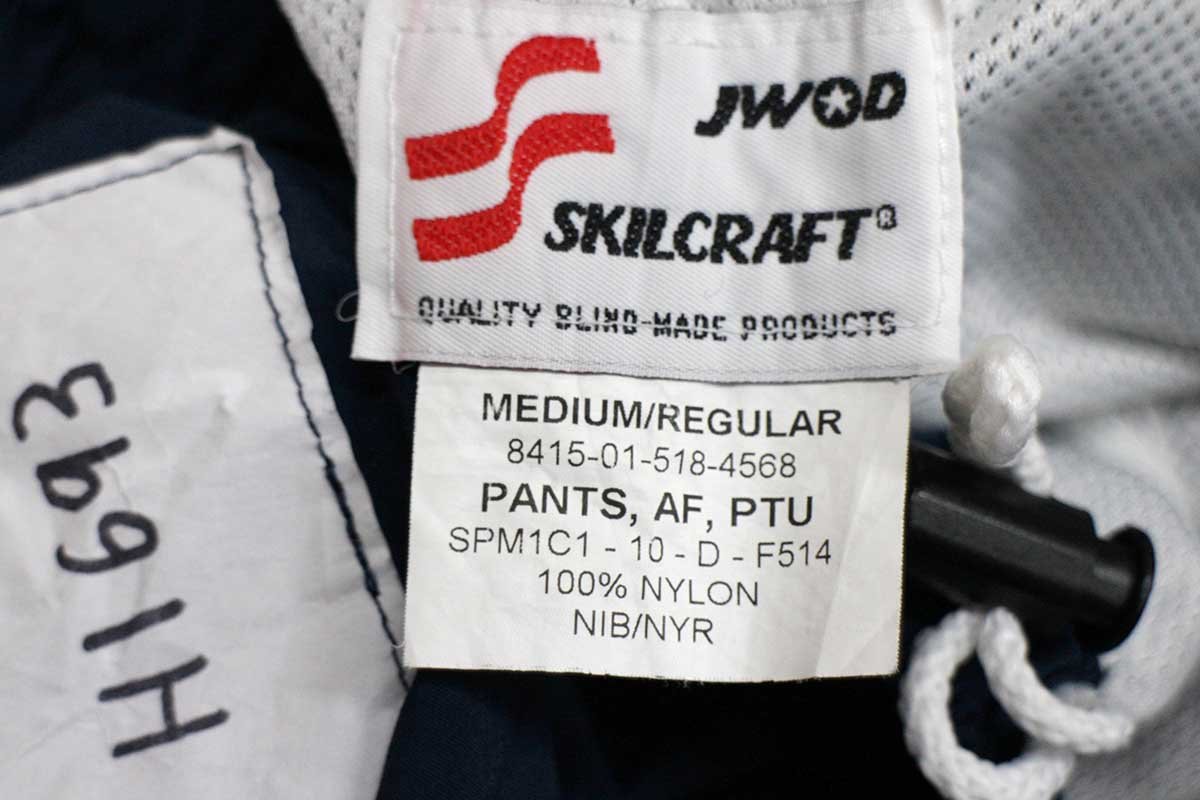 JWOD
SKILCRAFT®
QUALITY BLIND-MADE PRODUCTS
MEDIUM/REGULAR
8415-01-518-4568
PANTS, AF, PTU
SPM1C1 - 10 - D - F514
100% NYLON
NIB/NYR
H1693